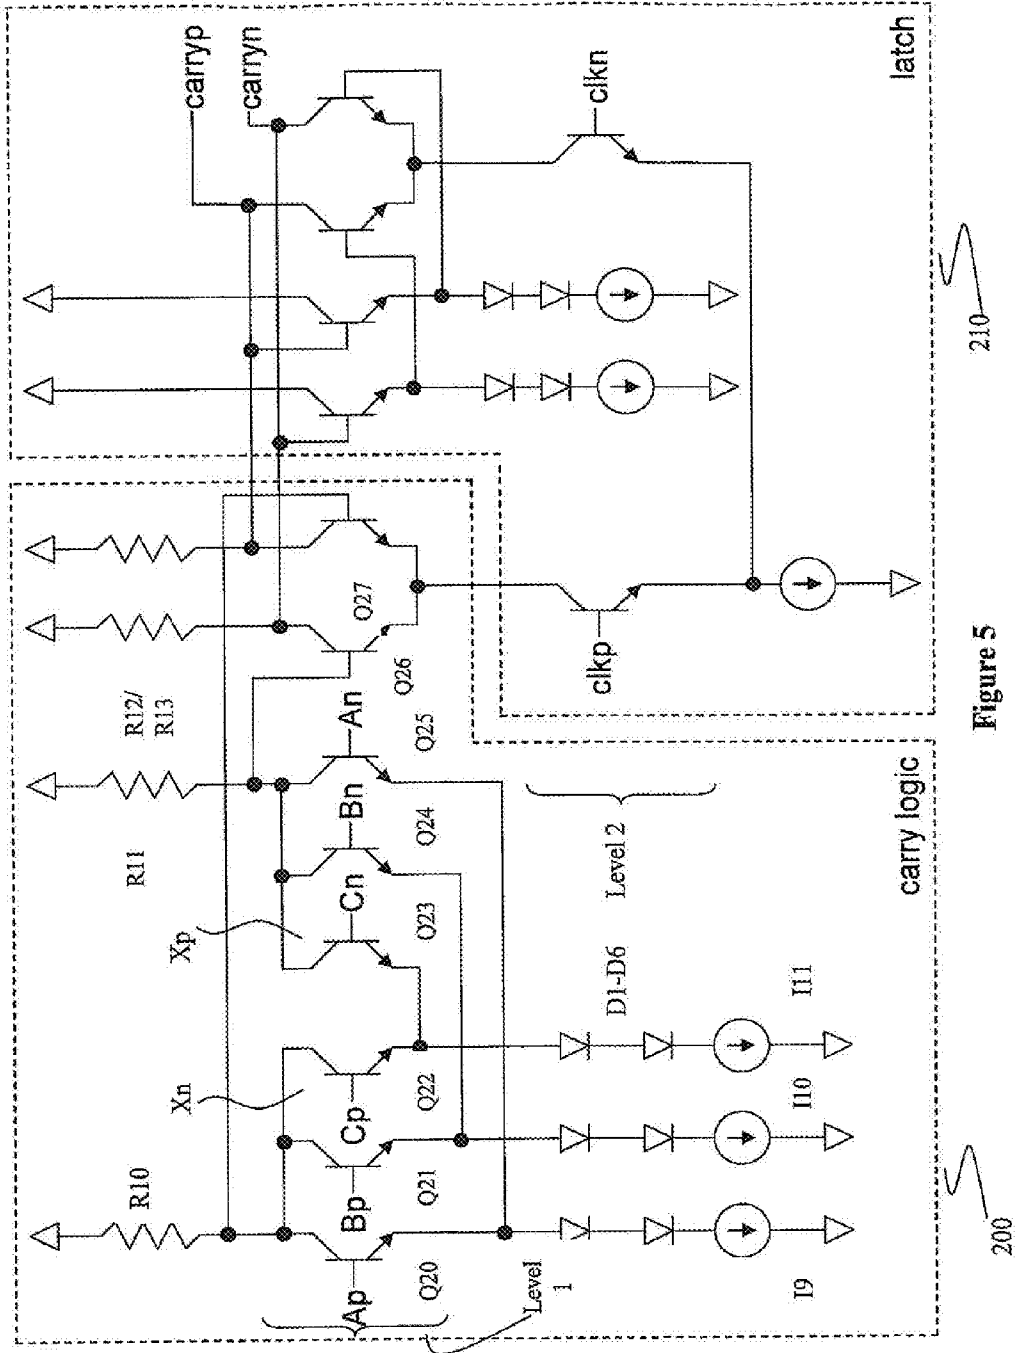 R10
R11
R12/
R13
Xn
Xp
Ap
Bp
Cp
Cn
Bn
An
Q20
Q21
Q22
Q23
Q24
Q25
Q26
Q27
Level
1
Level 2
D1-D6
I9
I10
I11
carry logic
200
carryp
carryn
clkp
clkn
latch
210
Figure 5